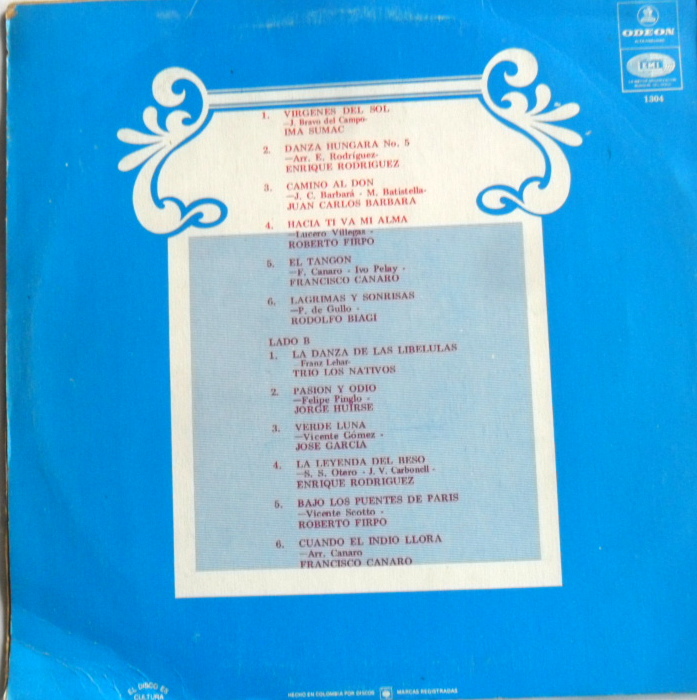 ODEON
1304
1. VIRGENES DEL SOL
—J. Bravo del Campo-
IMA SUMAC
2. DANZA HUNGARA No. 5
—Arr. E. Rodríguez-
ENRIQUE RODRIGUEZ
3. CAMINO AL DON
—J. C. Barbará - M. Batistella-
JUAN CARLOS BARBARA
4. HACIA TI VA MI ALMA
—Lucero Villegas -
ROBERTO FIRPO
5. EL TANGON
—F. Canaro - Ivo Pelay -
FRANCISCO CANARO
6. LAGRIMAS Y SONRISAS
—P. de Gullo -
RODOLFO BIAGI
LADO B
1. LA DANZA DE LAS LIBELULAS
Franz Lehar-
TRIO LOS NATIVOS
2. PASION Y ODIO
—Felipe Pinglo -
JORGE HUIRSE
3. VERDE LUNA
—Vicente Gómez -
JOSE GARCIA
4. LA LEYENDA DEL BESO
—S. S. Otero - J. V. Carbonell -
ENRIQUE RODRIGUEZ
5. BAJO LOS PUENTES DE PARIS
—Vicente Scotto -
ROBERTO FIRPO
6. CUANDO EL INDIO LLORA
—Arr. Canaro
FRANCISCO CANARO
EL DISCO ES
CULTURA
HECHO EN COLOMBIA POR DISCOS MARCAS REGISTRADAS